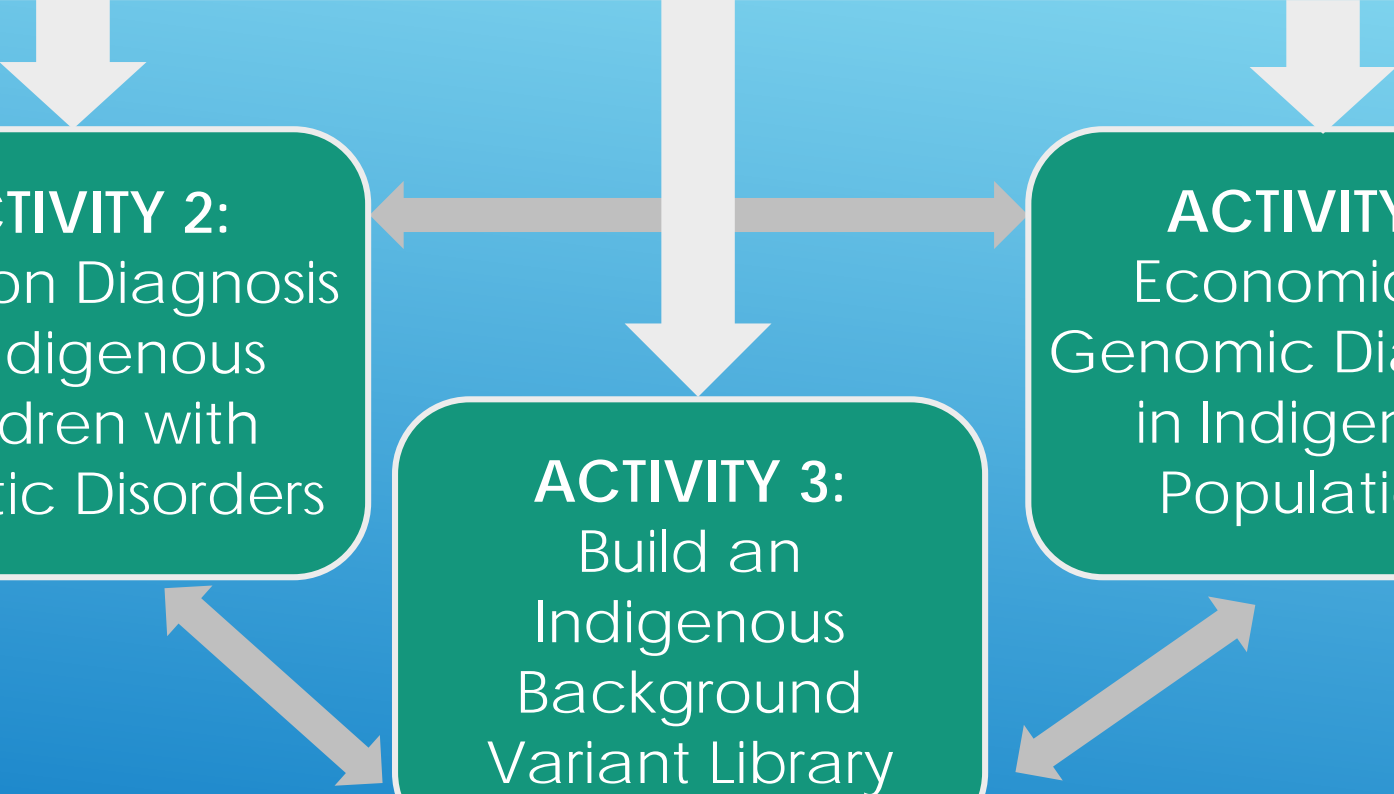 CTIVITY 2:
on Diagnosis
digenous
dren with
tic Disorders
ACTIVITY 3:
Build an
Indigenous
Background
Variant Library
ACTIVITY
Economic
Genomic Dia
in Indigen
Populati